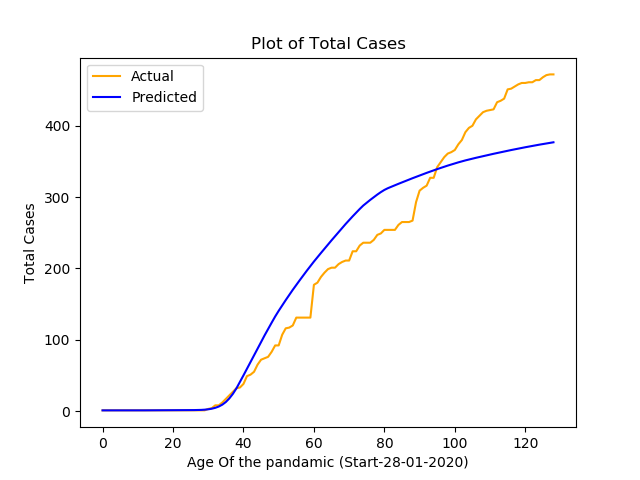 Plot of Total Cases
Actual
Predicted
400
300
200
100
0
Total Cases
0 20 40 60 80 100 120
Age Of the pandamic (Start-28-01-2020)